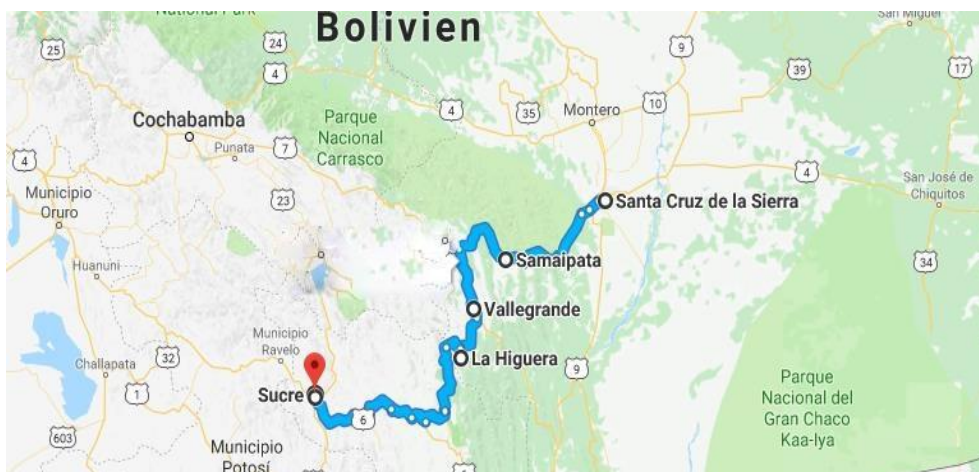 National Park
Bolivien
San Miguel
25
24
4
9
39
17
4
35
10
Montero
Cochabamba
Parque
Nacional
Carrasco
Punata
7
4
Municipio
Oruro
23
4
San José de
Chiquitos
Santa Cruz de la Sierra
Huanuni
Samaipata
34
Vallegrande
Municipio
Ravelo
La Higuera
Challapata
32
9
1
Sucre
6
Parque
Nacional del
Gran Chaco
Kaa-Iya
603
Municipio
Potosí
6